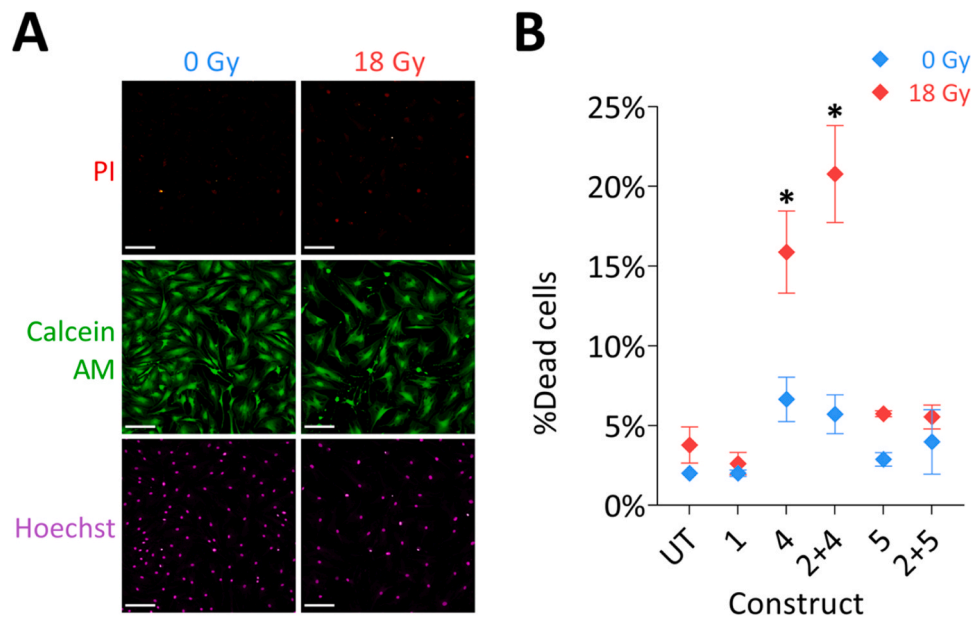 A
0 Gy
18 Gy
PI
Calcein
AM
Hoechst
B
0 Gy
18 Gy
25%
20%
15%
10%
5%
0%
%Dead cells
*
*
UT
1
4
2+4
5
2+5
Construct